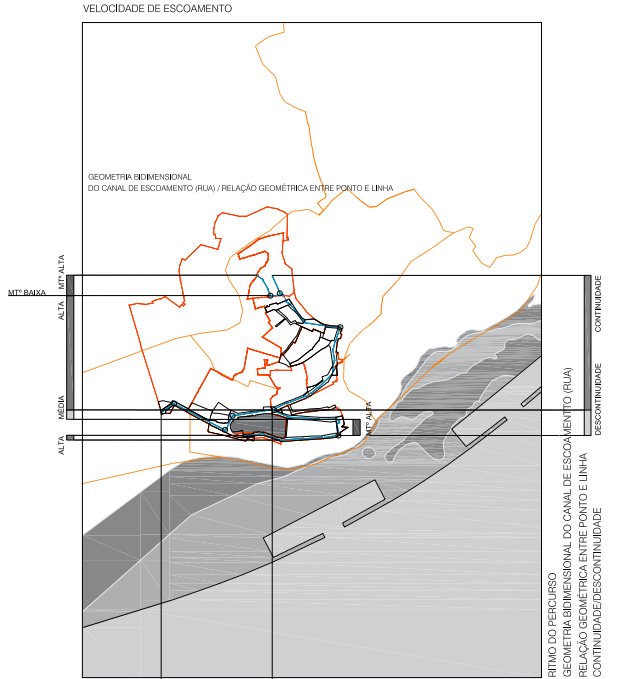 VELOCIDADE DE ESCOAMENTO
GEOMETRIA BIDIMENSIONAL
DO CANAL DE ESCOAMENTO (RUA) / RELAÇÃO GEOMÉTRICA ENTRE PONTO E LINHA
MTº ALTA
MTº BAIXA
ALTA
MÉDIA
ALTA
MTº ALTA
CONTINUIDADE
DESCONTINUIDADE
RITMO DO PERCURSO
GEOMETRIA BIDIMENSIONAL DO CANAL DE ESCOAMENTTO (RUA)
RELAÇÃO GEOMÉTRICA ENTRE PONTO E LINHA
CONTINUIDADE/DESCONTINUIDADE